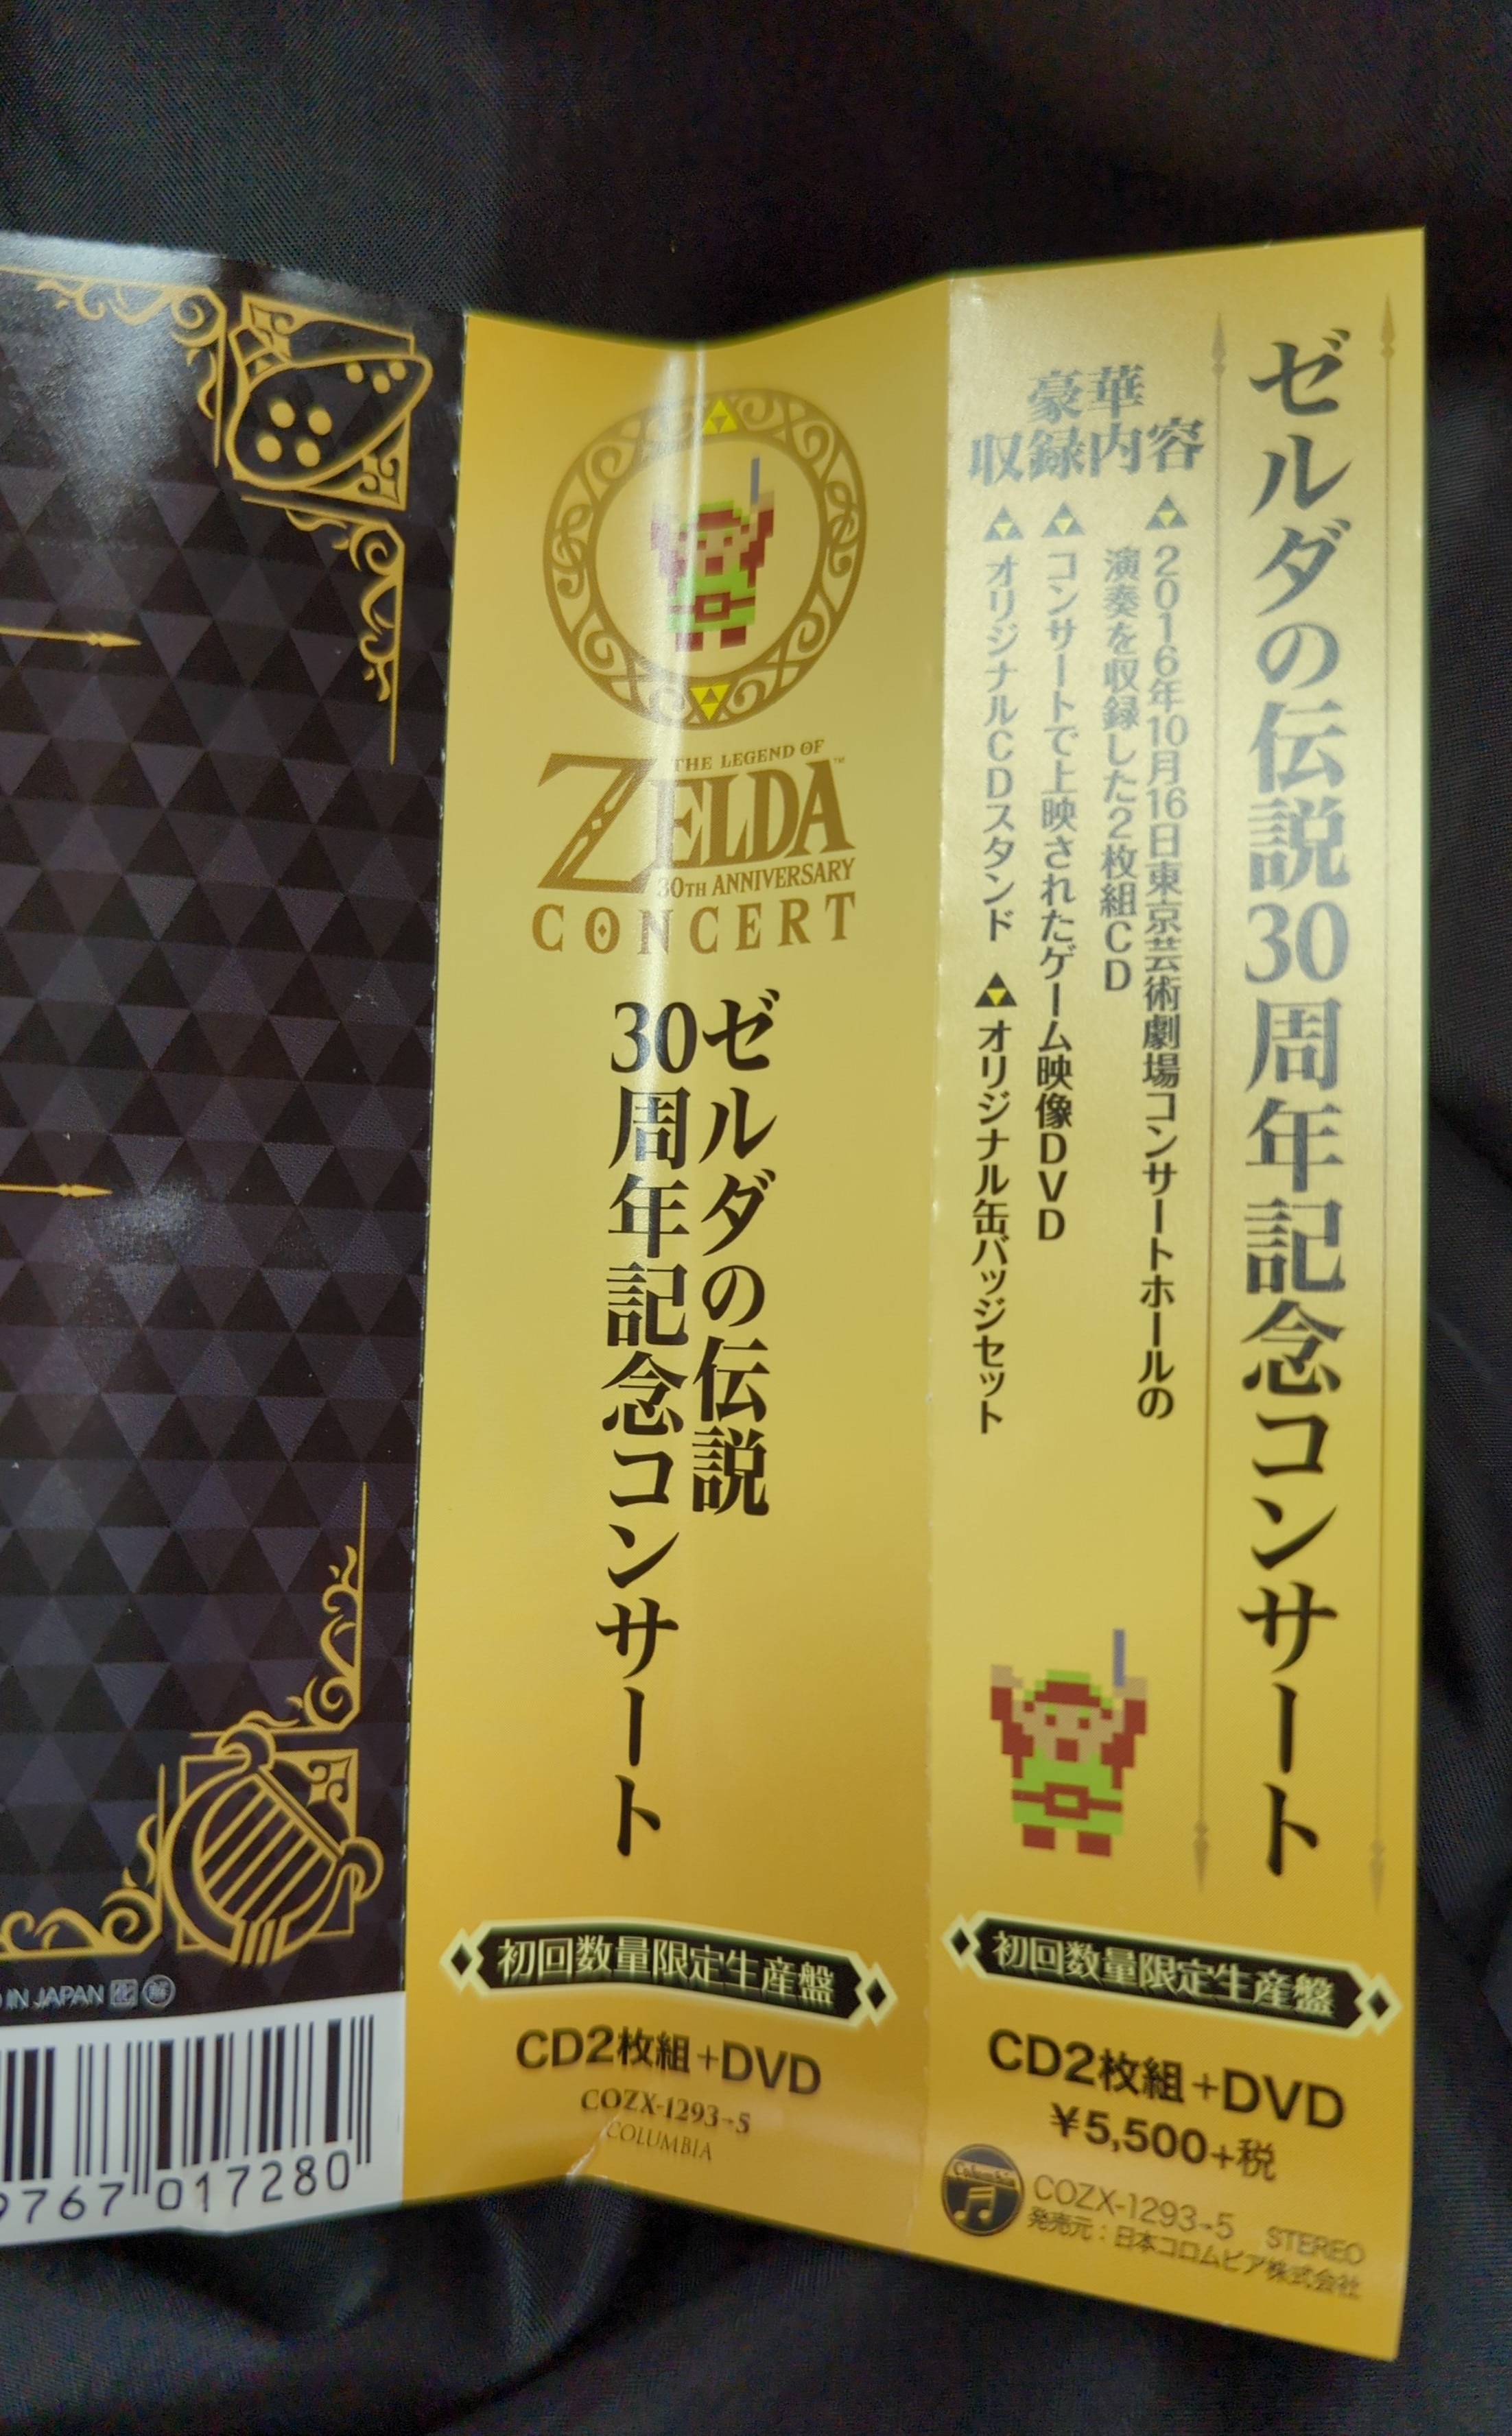 ゼルダの伝説30周年記念コンサート
豪華
収録内容
2016年10月16日東京芸術劇場コンサートホールの
演奏を収録した2枚組CD
コンサートで上映されたゲーム映像DVD
オリジナルCDスタンド オリジナル缶バッジセット
初回数量限定生産盤
CD2枚組+DVD
¥5,500+税
Columbia
COZX-1293~5 STEREO
発売元:日本コロムビア株式会社
THE LEGEND OF
ZELDA™
30TH ANNIVERSARY
CONCERT
ゼルダの伝説
30周年記念コンサート
初回数量限定生産盤
CD2枚組+DVD
COZX-1293~5
COLUMBIA
IN JAPAN
9767 017280